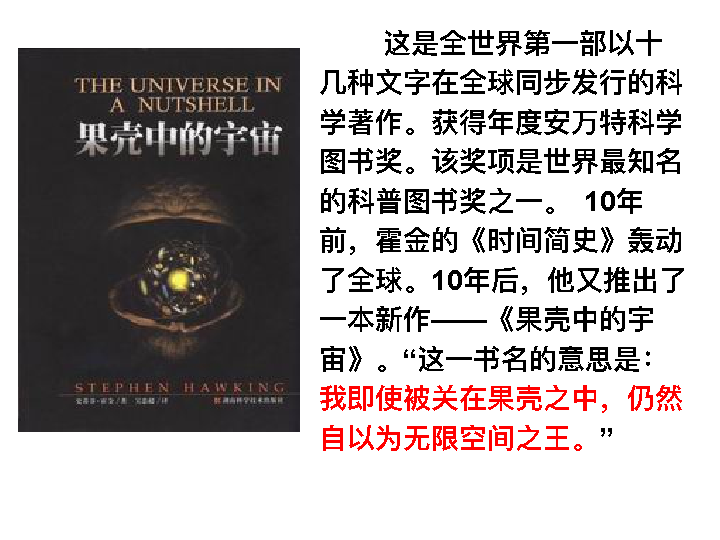 THE UNIVERSE IN
A NUTSHELL
果壳中的宇宙
STEPHEN HAWKING
史蒂芬·霍金/著 吴忠超/译
湖南科学技术出版社
这是全世界第一部以十
几种文字在全球同步发行的科
学著作。获得年度安万特科学
图书奖。该奖项是世界最知名
的科普图书奖之一。 10年
前，霍金的《时间简史》轰动
了全球。10年后，他又推出了
一本新作——《果壳中的宇
宙》。“这一书名的意思是：
我即使被关在果壳之中，仍然
自以为无限空间之王。”